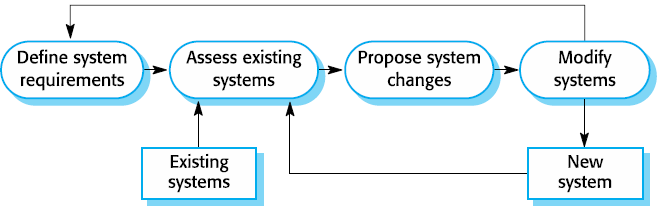 Define system
requirements
Assess existing
systems
Propose system
changes
Modify
systems
Existing
systems
New
system